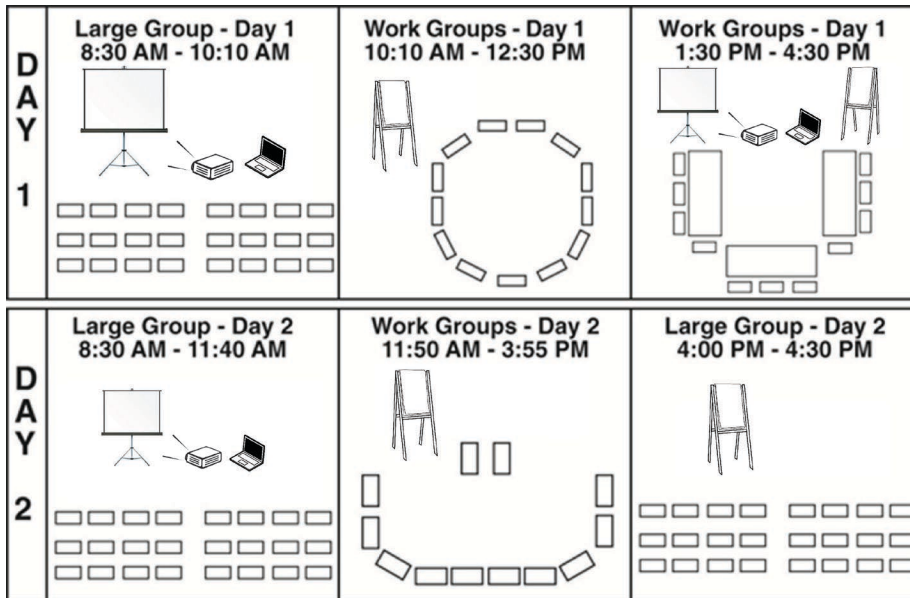 DAY 1
Large Group - Day 1
8:30 AM - 10:10 AM
Work Groups - Day 1
10:10 AM - 12:30 PM
Work Groups - Day 1
1:30 PM - 4:30 PM
DAY 2
Large Group - Day 2
8:30 AM - 11:40 AM
Work Groups - Day 2
11:50 AM - 3:55 PM
Large Group - Day 2
4:00 PM - 4:30 PM